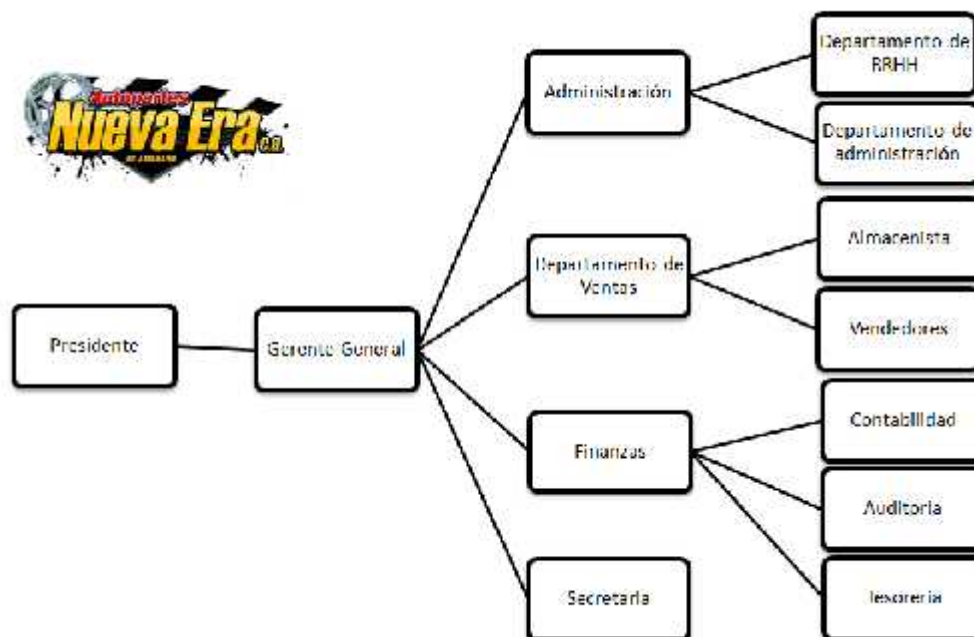 Autopartes
Nueva Era C.A.
Presidente
Gerente General
Administración
Departamento de
Ventas
Finanzas
Secretaria
Departamento de
RRHH
Departamento de
administración
Almacenista
Vendedores
Contabilidad
Auditoria
Tesoreria